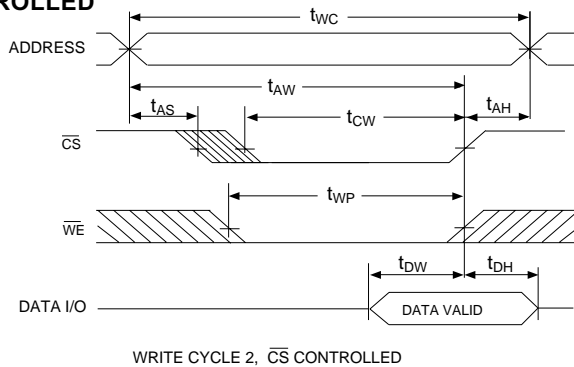 ROLLED
tWC
ADDRESS
tAW
tAS
tCW
tAH
CS
tWP
WE
tDW
tDH
DATA I/O
DATA VALID
WRITE CYCLE 2, CS CONTROLLED